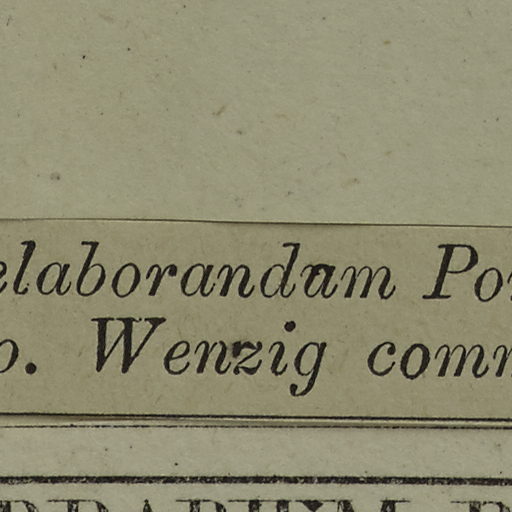 elaborandam Po
o. Wenzig comm